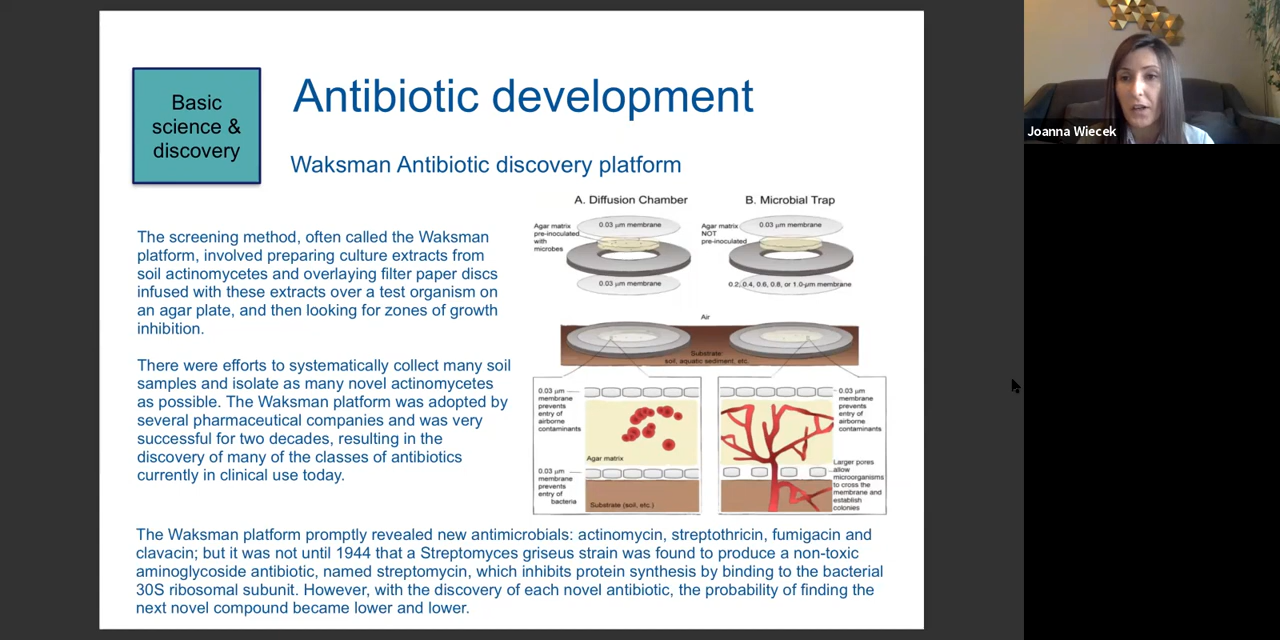 Basic
science &
discovery
Antibiotic development
Waksman Antibiotic discovery platform
The screening method, often called the Waksman
platform, involved preparing culture extracts from
soil actinomycetes and overlaying filter paper discs
infused with these extracts over a test organism on
an agar plate, and then looking for zones of growth
inhibition.
There were efforts to systematically collect many soil
samples and isolate as many novel actinomycetes
as possible. The Waksman platform was adopted by
several pharmaceutical companies and was very
successful for two decades, resulting in the
discovery of many of the classes of antibiotics
currently in clinical use today.
A. Diffusion Chamber
Agar matrix
pre-inoculated
with
microbes
0.03 µm membrane
0.03 µm membrane
B. Microbial Trap
Agar matrix
NOT
pre-inoculated
0.03 µm membrane
0.2, 0.4, 0.6, 0.8, or 1.0-µm membrane
Air
Substrate:
soil, aquatic sediment, etc.
0.03 µm
membrane
prevents
entry of
airborne
contaminants
Agar matrix
0.03 µm
membrane
prevents
entry of
bacteria
Substrate (soil, etc.)
0.03 µm
membrane
prevents
entry of
airborne
contaminants
Larger pores
allow
microorganisms
to cross the
membrane and
establish
colonies
The Waksman platform promptly revealed new antimicrobials: actinomycin, streptothricin, fumigacin and
clavacin; but it was not until 1944 that a Streptomyces griseus strain was found to produce a non-toxic
aminoglycoside antibiotic, named streptomycin, which inhibits protein synthesis by binding to the bacterial
30S ribosomal subunit. However, with the discovery of each novel antibiotic, the probability of finding the
next novel compound became lower and lower.
Joanna Wiecek